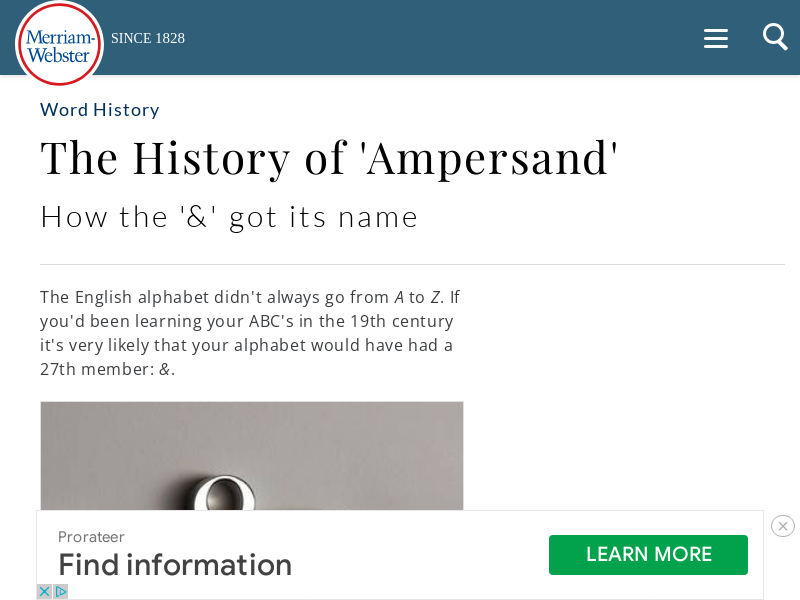 Merriam-
Webster
SINCE 1828
Word History
The History of 'Ampersand'
How the '&' got its name
The English alphabet didn't always go from A to Z. If
you'd been learning your ABC's in the 19th century
it's very likely that your alphabet would have had a
27th member: &.
Prorateer
Find information
LEARN MORE